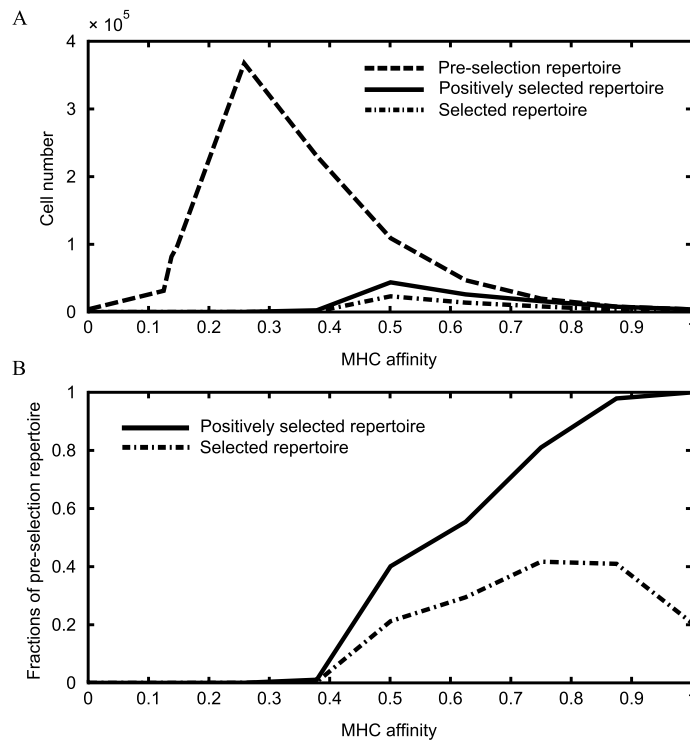 A
× 10⁵
4
3
2
1
0
Cell number
Pre-selection repertoire
Positively selected repertoire
Selected repertoire
0 0.1 0.2 0.3 0.4 0.5 0.6 0.7 0.8 0.9 1
MHC affinity
B
1
0.8
0.6
0.4
0.2
0
Fractions of pre-selection repertoire
Positively selected repertoire
Selected repertoire
0 0.1 0.2 0.3 0.4 0.5 0.6 0.7 0.8 0.9 1
MHC affinity